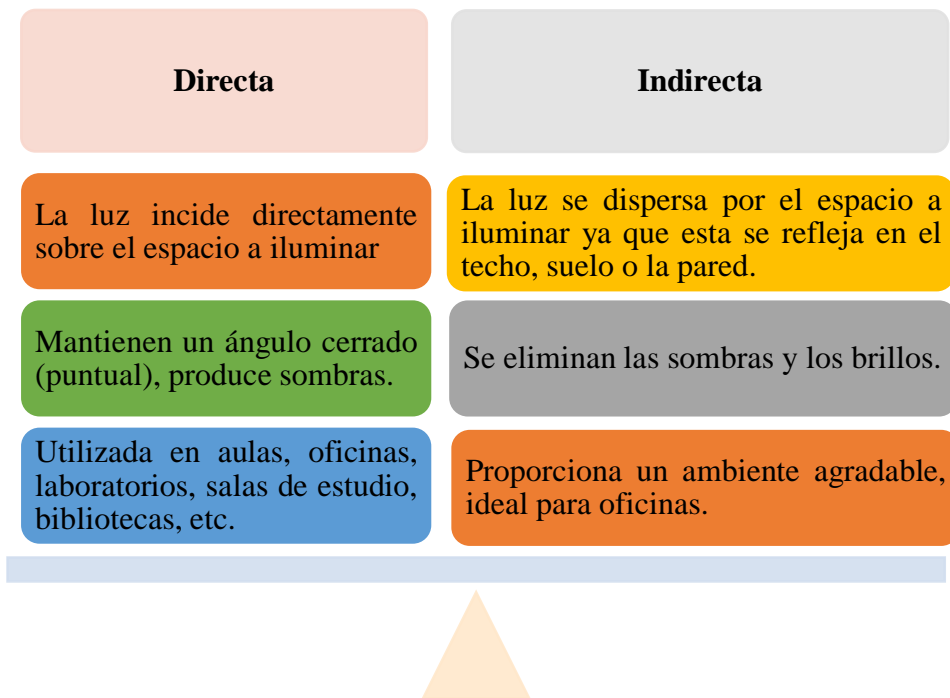 Directa
Indirecta
La luz incide directamente
sobre el espacio a iluminar
La luz se dispersa por el espacio a
iluminar ya que esta se refleja en el
techo, suelo o la pared.
Mantienen un ángulo cerrado
(puntual), produce sombras.
Se eliminan las sombras y los brillos.
Utilizada en aulas, oficinas,
laboratorios, salas de estudio,
bibliotecas, etc.
Proporciona un ambiente agradable,
ideal para oficinas.